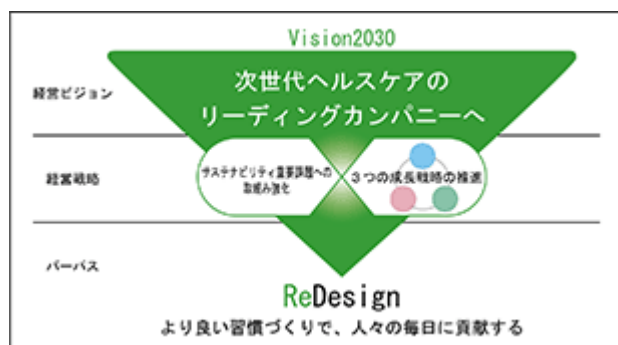 Vision2030
経営ビジョン
次世代ヘルスケアの
リーディングカンパニーへ
経営戦略
サステナビリティ重要課題への
取組み強化
3つの成長戦略の推進
パーパス
ReDesign
より良い習慣づくりで、人々の毎日に貢献する